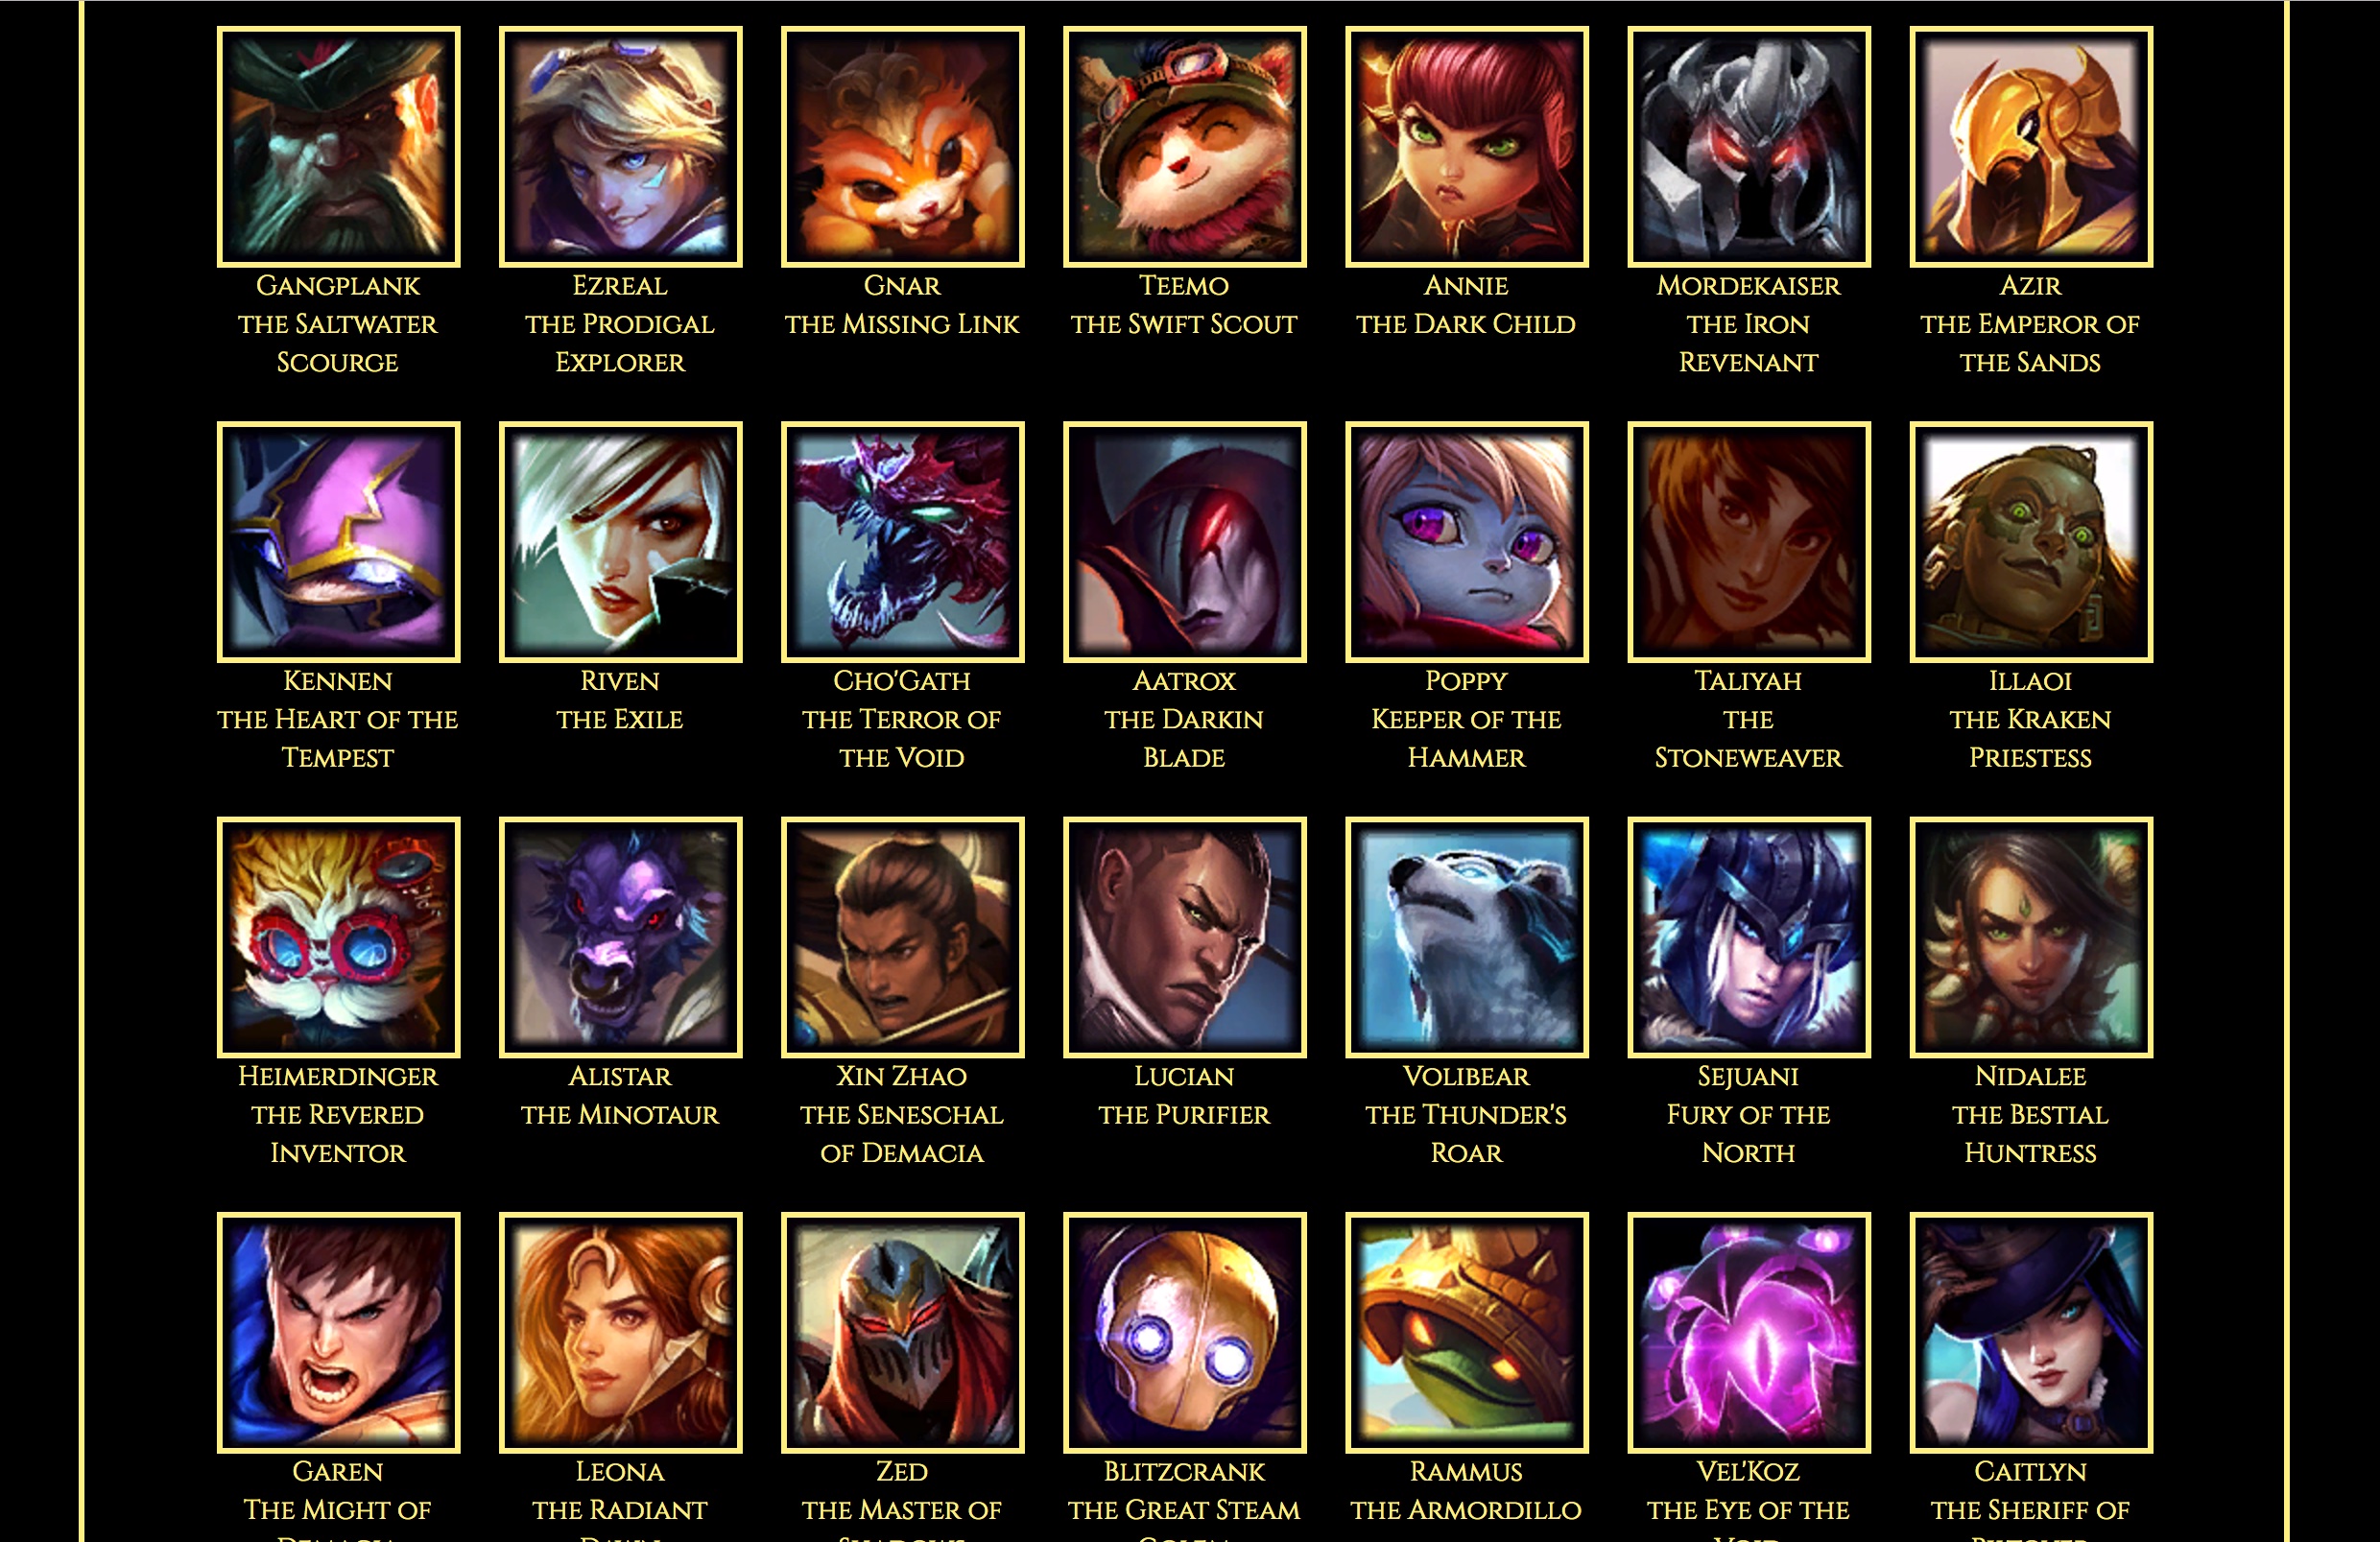 Gangplank
the Saltwater
Scourge
Ezreal
the Prodigal
Explorer
Gnar
the Missing Link
Teemo
the Swift Scout
Annie
the Dark Child
Mordekaiser
the Iron
Revenant
Azir
the Emperor of
the Sands
Kennen
the Heart of the
Tempest
Riven
the Exile
Cho'Gath
the Terror of
the Void
Aatrox
the Darkin
Blade
Poppy
Keeper of the
Hammer
Taliyah
the
Stoneweaver
Illaoi
the Kraken
Priestess
Heimerdinger
the Revered
Inventor
Alistar
the Minotaur
Xin Zhao
the Seneschal
of Demacia
Lucian
the Purifier
Volibear
the Thunder's
Roar
Sejuani
Fury of the
North
Nidalee
the Bestial
Huntress
Garen
The Might of
Leona
the Radiant
Zed
the Master of
Blitzcrank
the Great Steam
Rammus
the Armordillo
Vel'Koz
the Eye of the
Caitlyn
the Sheriff of